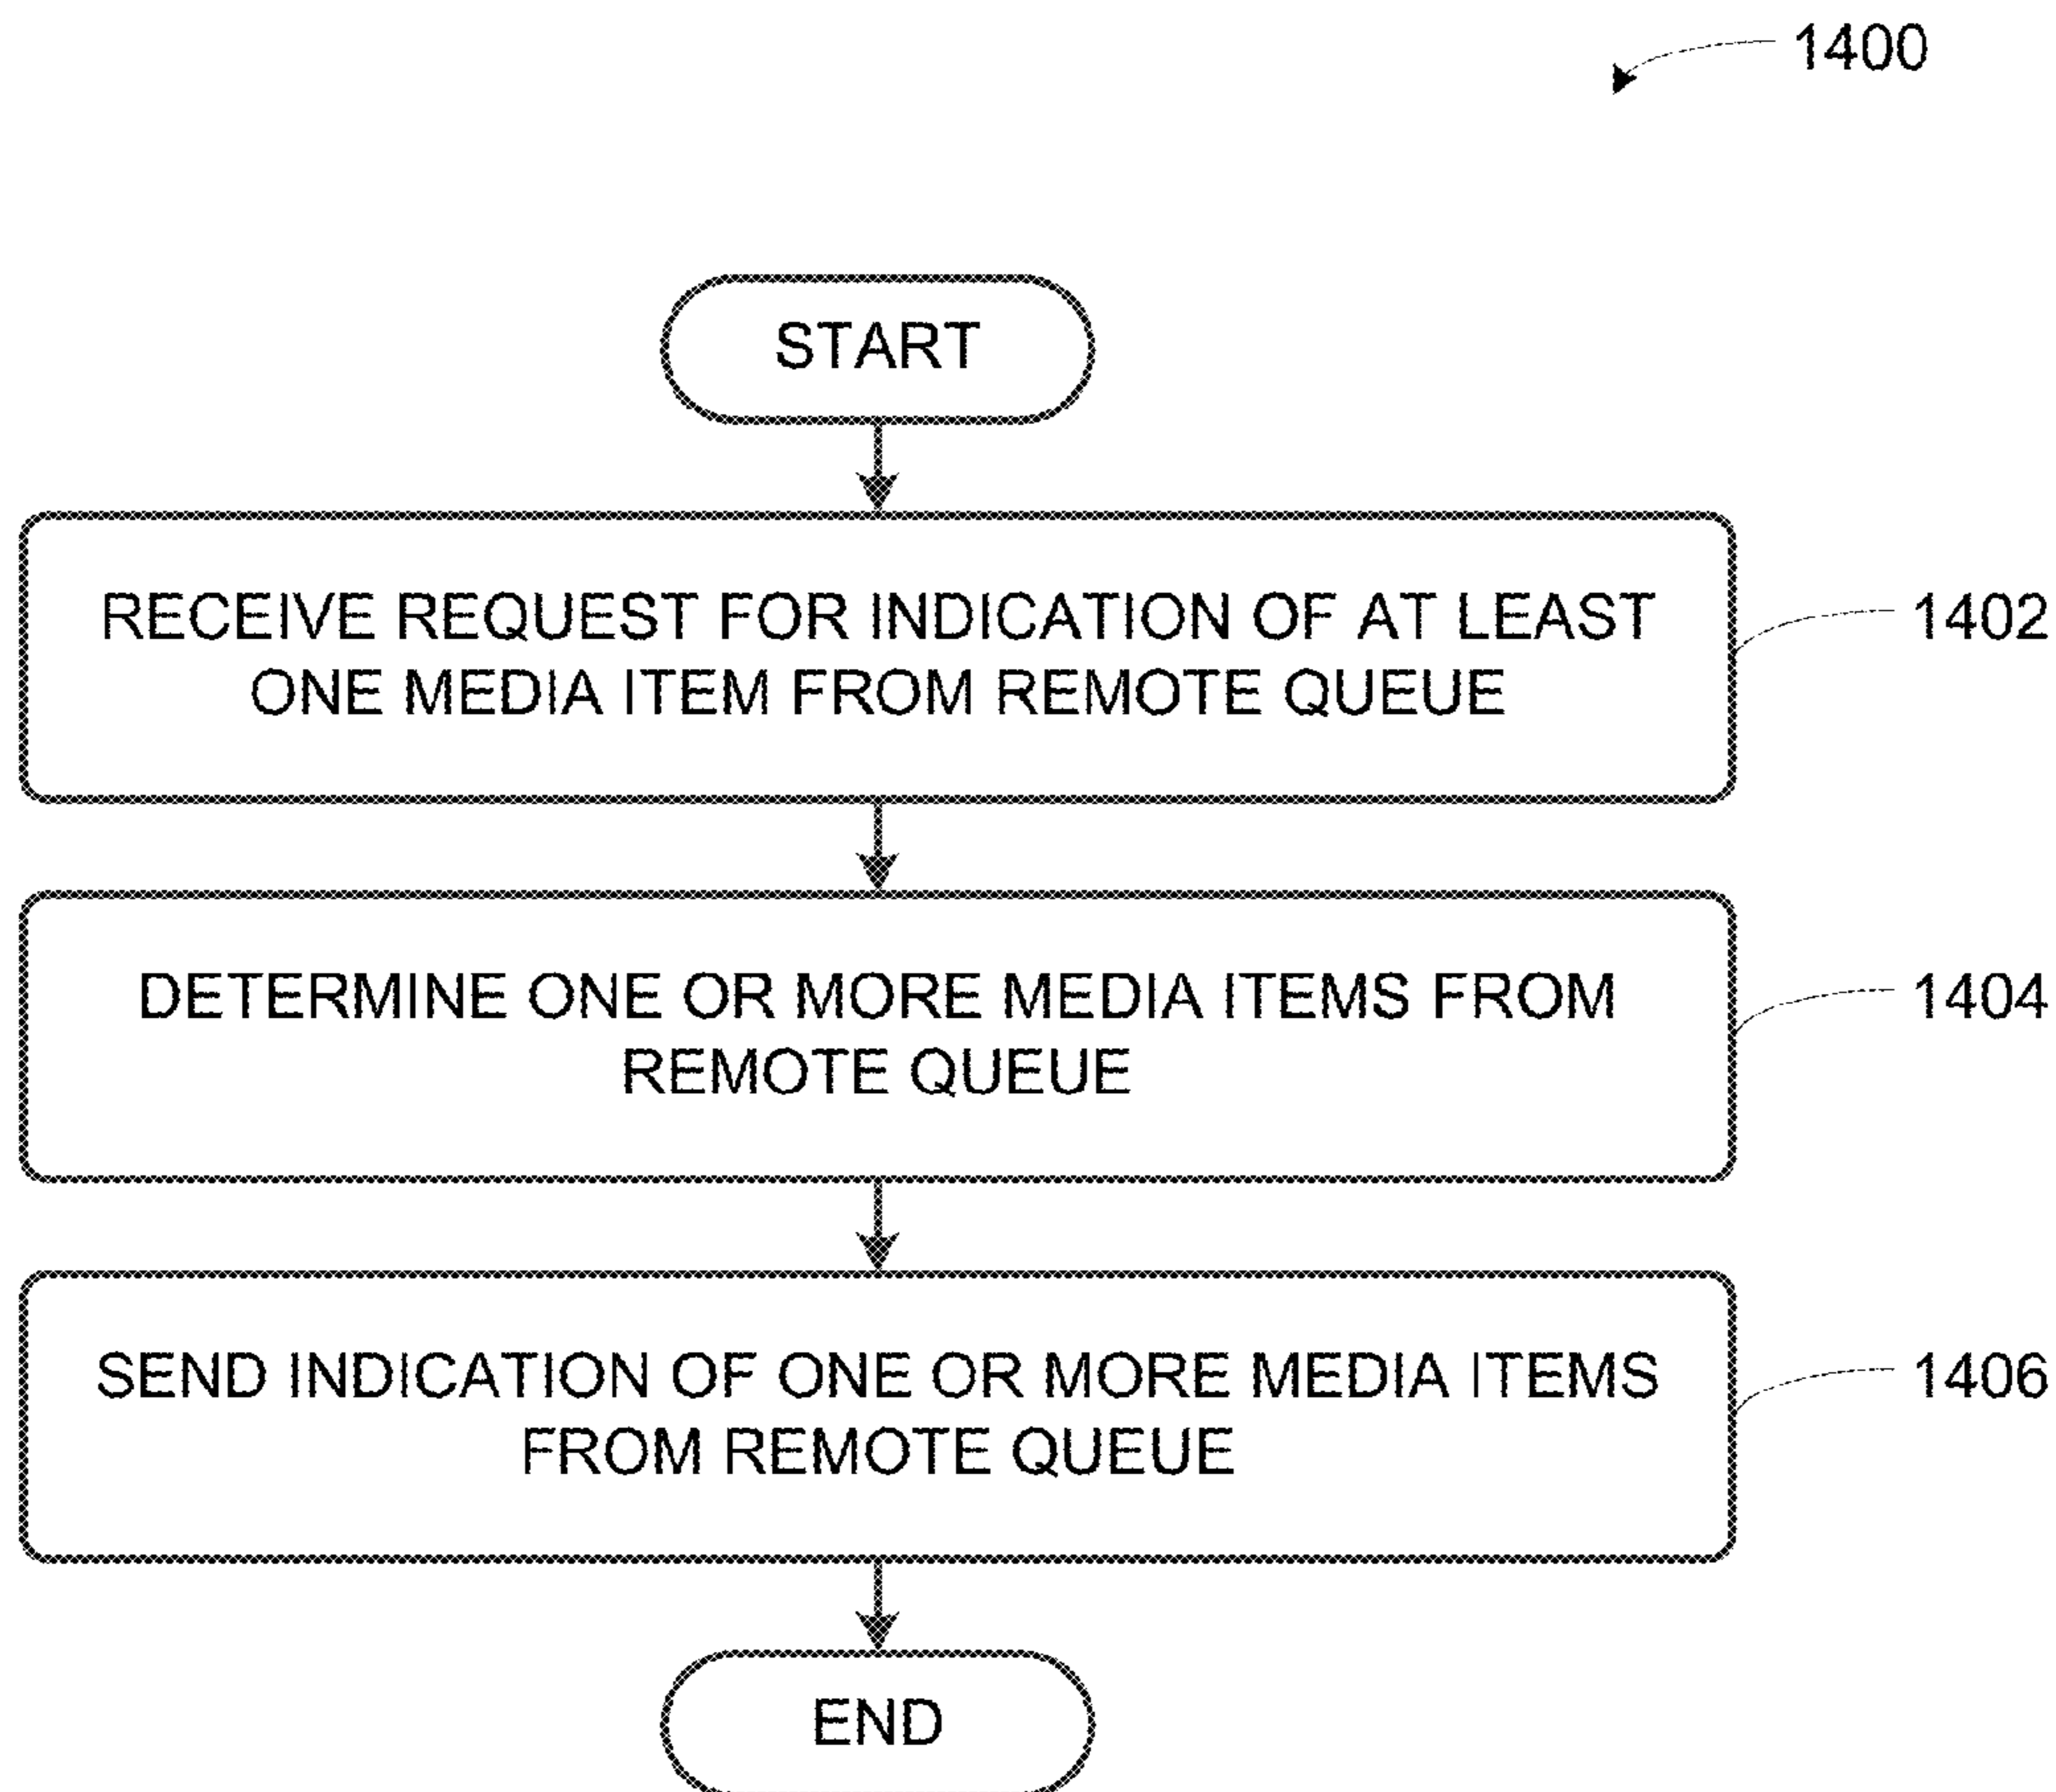 1400
START
RECEIVE REQUEST FOR INDICATION OF AT LEAST
ONE MEDIA ITEM FROM REMOTE QUEUE
1402
DETERMINE ONE OR MORE MEDIA ITEMS FROM
REMOTE QUEUE
1404
SEND INDICATION OF ONE OR MORE MEDIA ITEMS
FROM REMOTE QUEUE
1406
END